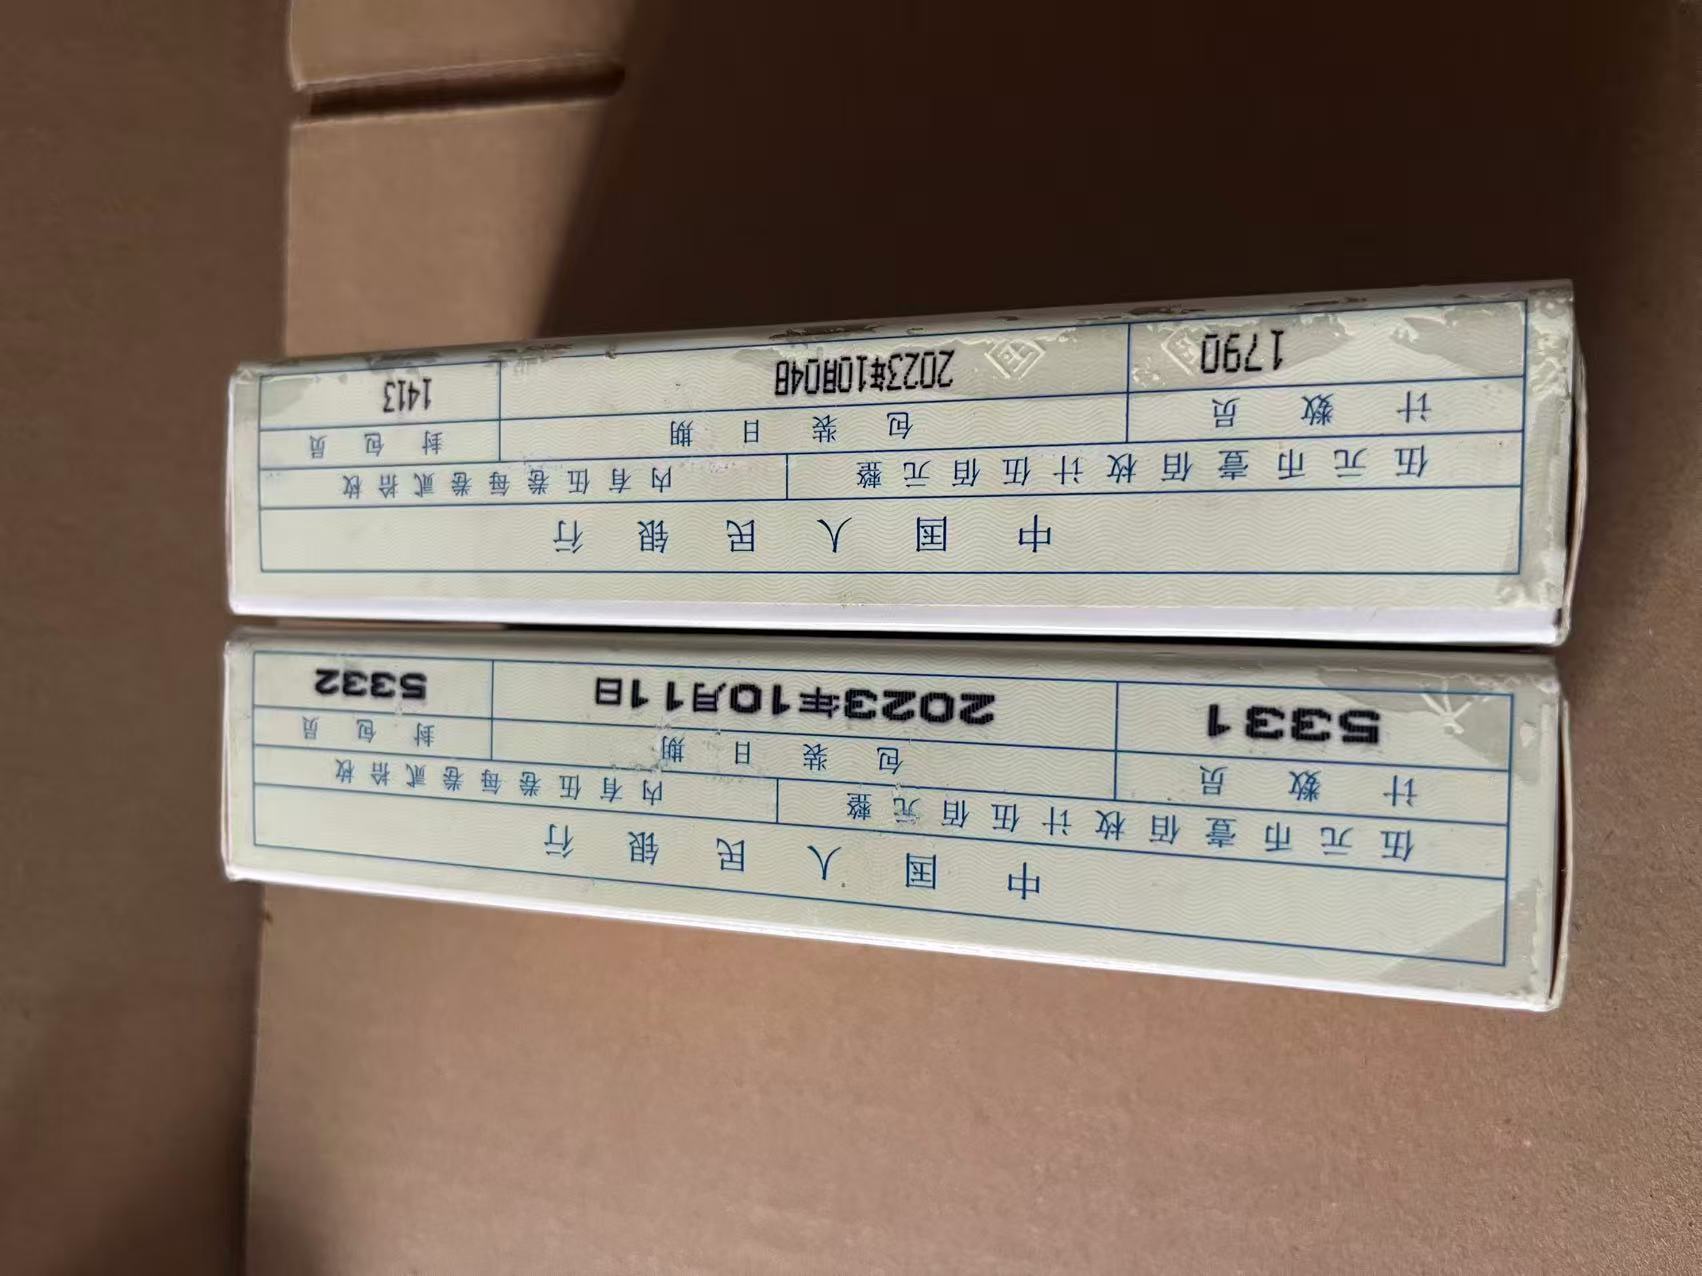 中国人民银行
伍元币壹佰枚计伍佰元整 内有伍卷每卷贰拾枚
计数员 包装日期 封包员
5331 2023年10月11日 5332
中国人民银行
伍元币壹佰枚计伍佰元整 内有伍卷每卷贰拾枚
计数员 包装日期 封包员
1790 2023年10月04日 1413